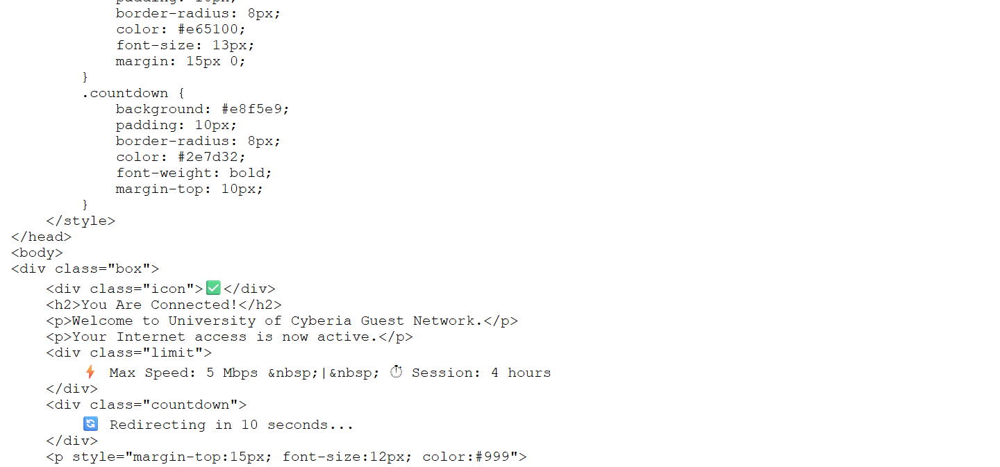 border-radius: 8px;
color: #e65100;
font-size: 13px;
margin: 15px 0;
}
.countdown {
background: #e8f5e9;
padding: 10px;
border-radius: 8px;
color: #2e7d32;
font-weight: bold;
margin-top: 10px;
}
</style>
</head>
<body>
<div class="box">
<div class="icon">✅</div>
<h2>You Are Connected!</h2>
<p>Welcome to University of Cyberia Guest Network.</p>
<p>Your Internet access is now active.</p>
<div class="limit">
⚡ Max Speed: 5 Mbps &nbsp;|&nbsp; ⏱ Session: 4 hours
</div>
<div class="countdown">
🔄 Redirecting in 10 seconds...
</div>
<p style="margin-top:15px; font-size:12px; color:#999">